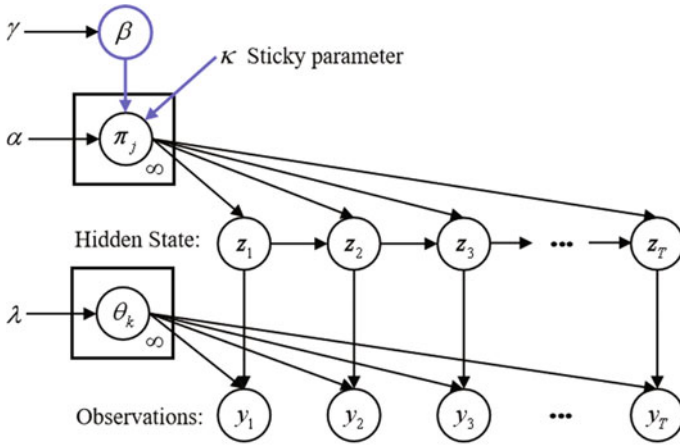 γ β
κ Sticky parameter
α π_j ∞
Hidden State: z_1 z_2 z_3 ... z_T
λ θ_k ∞
Observations: y_1 y_2 y_3 ... y_T